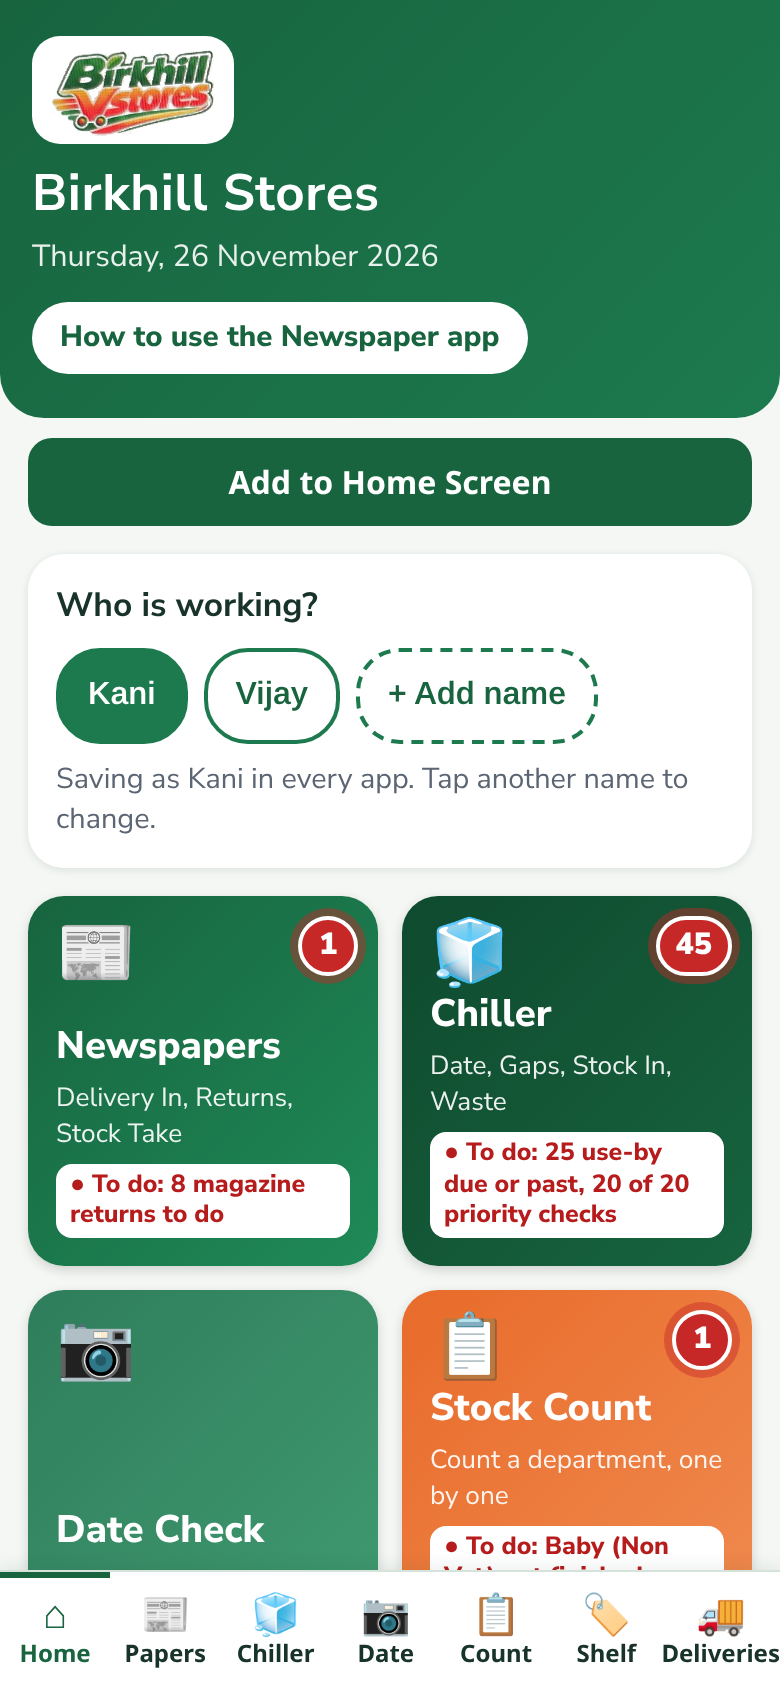 Birkhill
Vstores
Birkhill Stores
Thursday, 26 November 2026
How to use the Newspaper app
Add to Home Screen
Who is working?
Kani
Vijay
+ Add name
Saving as Kani in every app. Tap another name to
change.
1
Newspapers
Delivery In, Returns,
Stock Take
● To do: 8 magazine
returns to do
45
Chiller
Date, Gaps, Stock In,
Waste
● To do: 25 use-by
due or past, 20 of 20
priority checks
Date Check
1
Stock Count
Count a department, one
by one
● To do: Baby (Non
Home
Papers
Chiller
Date
Count
Shelf
Deliveries